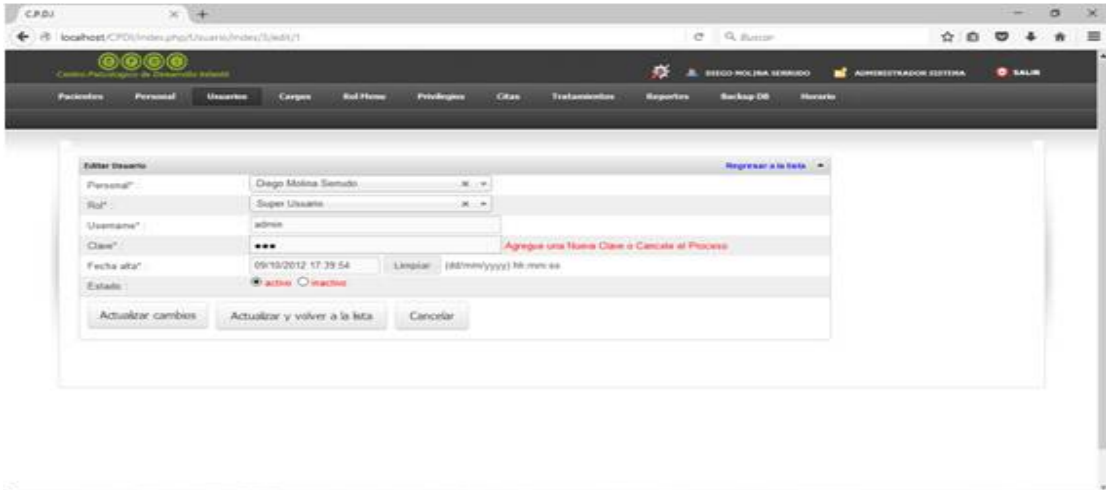 C.P.D.I
localhost/CPDI/index.php/Usuario/index/3/edit/1
Buscar
Centro Psicologico de Desarrollo Infantil
DIEGO MOLINA SERRUDO
ADMINISTRADOR SISTEMA
SALIR
Pacientes Personal Usuarios Cargos Rol Menu Privilegios Citas Tratamientos Reportes Backup DB Horario
Editar Usuario Regresar a la lista
Personal* : Diego Molina Serrudo
Rol* : Super Usuario
Username* : admin
Clave* : ●●● Agregue una Nueva Clave o Cancele el Proceso
Fecha alta* : 09/10/2012 17:39:54 Limpiar (dd/mm/yyyy) hh:mm:ss
Estado : activo inactivo
Actualizar cambios Actualizar y volver a la lista Cancelar